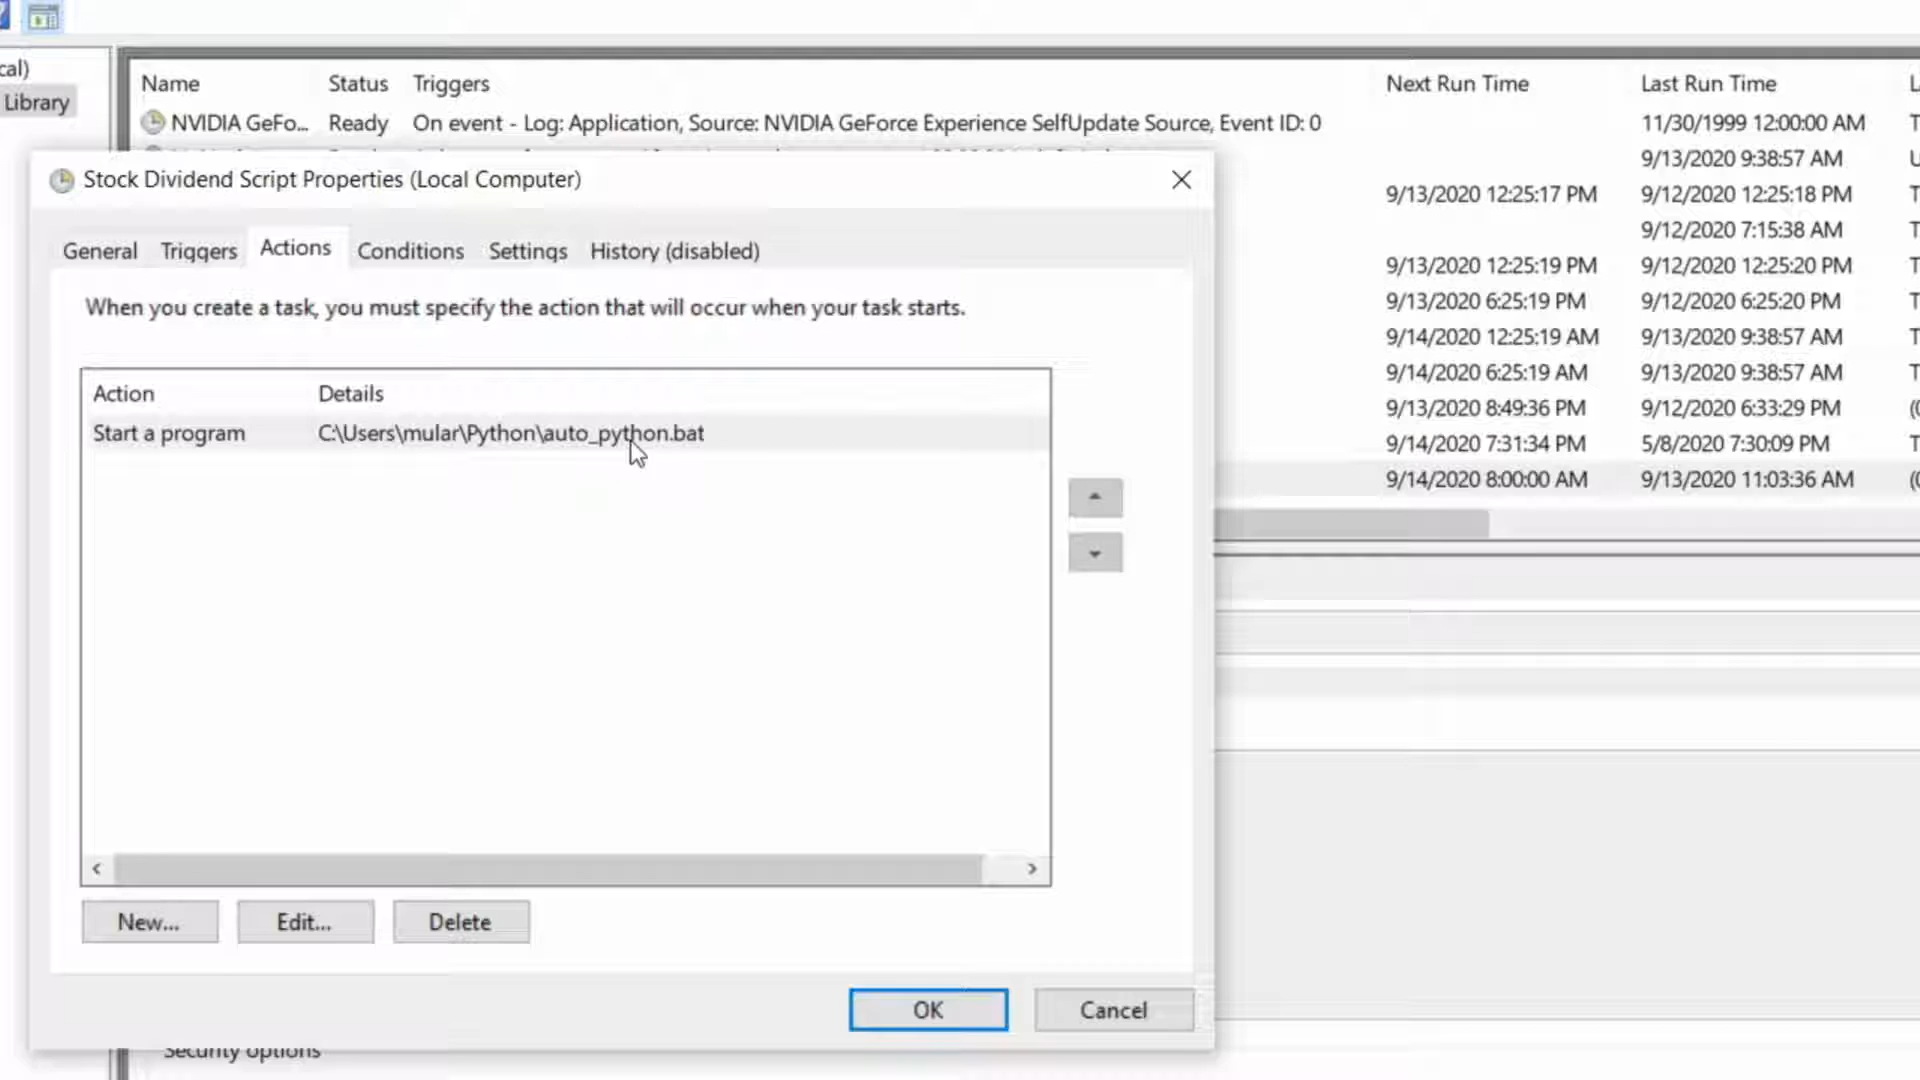 cal)
Library
Name Status Triggers Next Run Time Last Run Time
NVIDIA GeFo... Ready On event - Log: Application, Source: NVIDIA GeForce Experience SelfUpdate Source, Event ID: 0 11/30/1999 12:00:00 AM
9/13/2020 9:38:57 AM
9/13/2020 12:25:17 PM 9/12/2020 12:25:18 PM
9/12/2020 7:15:38 AM
9/13/2020 12:25:19 PM 9/12/2020 12:25:20 PM
9/13/2020 6:25:19 PM 9/12/2020 6:25:20 PM
9/14/2020 12:25:19 AM 9/13/2020 9:38:57 AM
9/14/2020 6:25:19 AM 9/13/2020 9:38:57 AM
9/13/2020 8:49:36 PM 9/12/2020 6:33:29 PM
9/14/2020 7:31:34 PM 5/8/2020 7:30:09 PM
9/14/2020 8:00:00 AM 9/13/2020 11:03:36 AM
Stock Dividend Script Properties (Local Computer)
General Triggers Actions Conditions Settings History (disabled)
When you create a task, you must specify the action that will occur when your task starts.
Action Details
Start a program C:\Users\mular\Python\auto_python.bat
New... Edit... Delete
OK Cancel
Security options